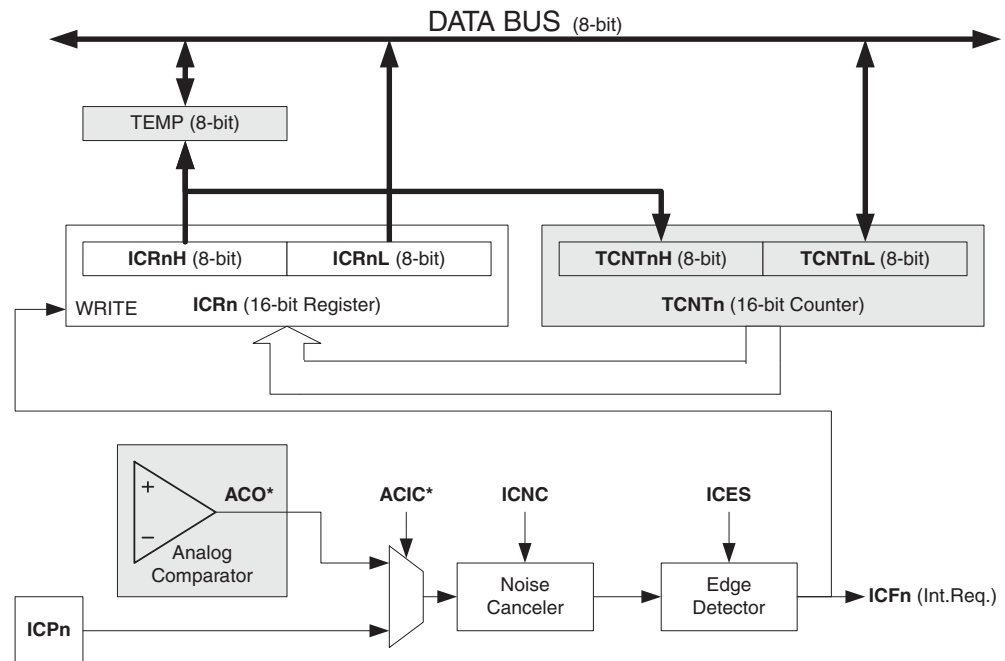 DATA BUS (8-bit)
TEMP (8-bit)
ICRnH (8-bit)
ICRnL (8-bit)
TCNTnH (8-bit)
TCNTnL (8-bit)
WRITE
ICRn (16-bit Register)
TCNTn (16-bit Counter)
+
−
ACO*
Analog
Comparator
ACIC*
ICNC
ICES
Noise
Canceler
Edge
Detector
ICFn (Int.Req.)
ICPn